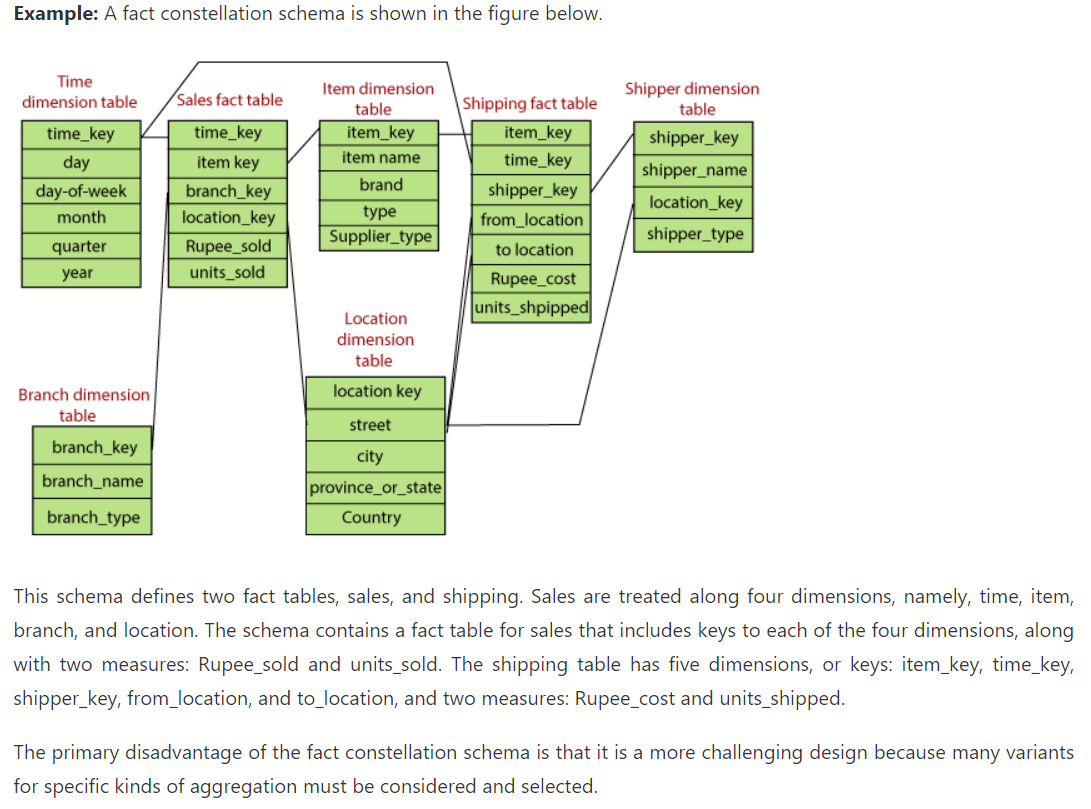 Example: A fact constellation schema is shown in the figure below.
Time
dimension table
time_key
day
day-of-week
month
quarter
year
Sales fact table
time_key
item key
branch_key
location_key
Rupee_sold
units_sold
Item dimension
table
item_key
item name
brand
type
Supplier_type
Shipping fact table
item_key
time_key
shipper_key
from_location
to location
Rupee_cost
units_shpipped
Shipper dimension
table
shipper_key
shipper_name
location_key
shipper_type
Branch dimension
table
branch_key
branch_name
branch_type
Location
dimension
table
location key
street
city
province_or_state
Country
This schema defines two fact tables, sales, and shipping. Sales are treated along four dimensions, namely, time, item,
branch, and location. The schema contains a fact table for sales that includes keys to each of the four dimensions, along
with two measures: Rupee_sold and units_sold. The shipping table has five dimensions, or keys: item_key, time_key,
shipper_key, from_location, and to_location, and two measures: Rupee_cost and units_shipped.
The primary disadvantage of the fact constellation schema is that it is a more challenging design because many variants
for specific kinds of aggregation must be considered and selected.